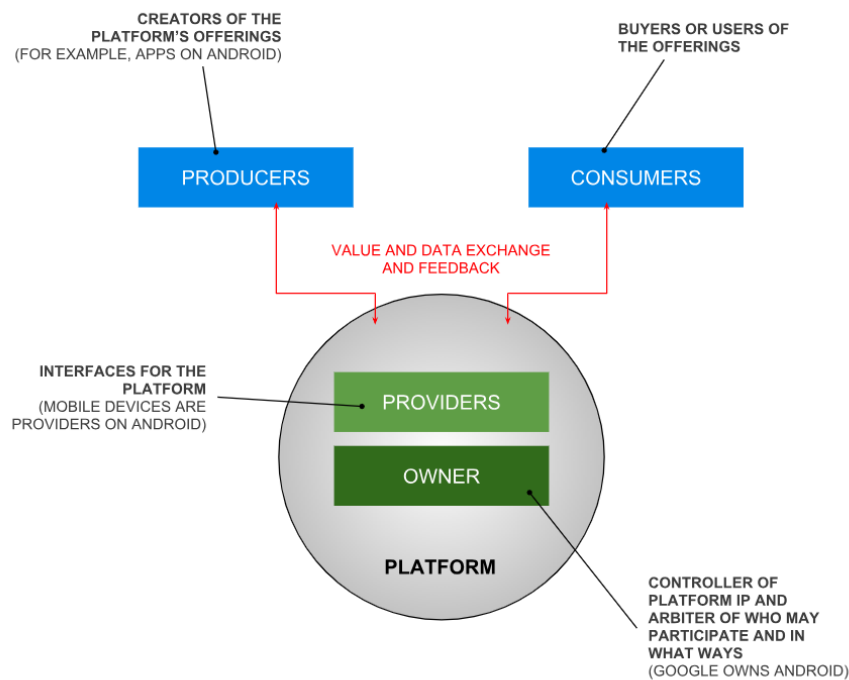 CREATORS OF THE
PLATFORM'S OFFERINGS
(FOR EXAMPLE, APPS ON ANDROID)
BUYERS OR USERS OF
THE OFFERINGS
PRODUCERS
CONSUMERS
VALUE AND DATA EXCHANGE
AND FEEDBACK
INTERFACES FOR THE
PLATFORM
(MOBILE DEVICES ARE
PROVIDERS ON ANDROID)
PROVIDERS
OWNER
PLATFORM
CONTROLLER OF
PLATFORM IP AND
ARBITER OF WHO MAY
PARTICIPATE AND IN
WHAT WAYS
(GOOGLE OWNS ANDROID)